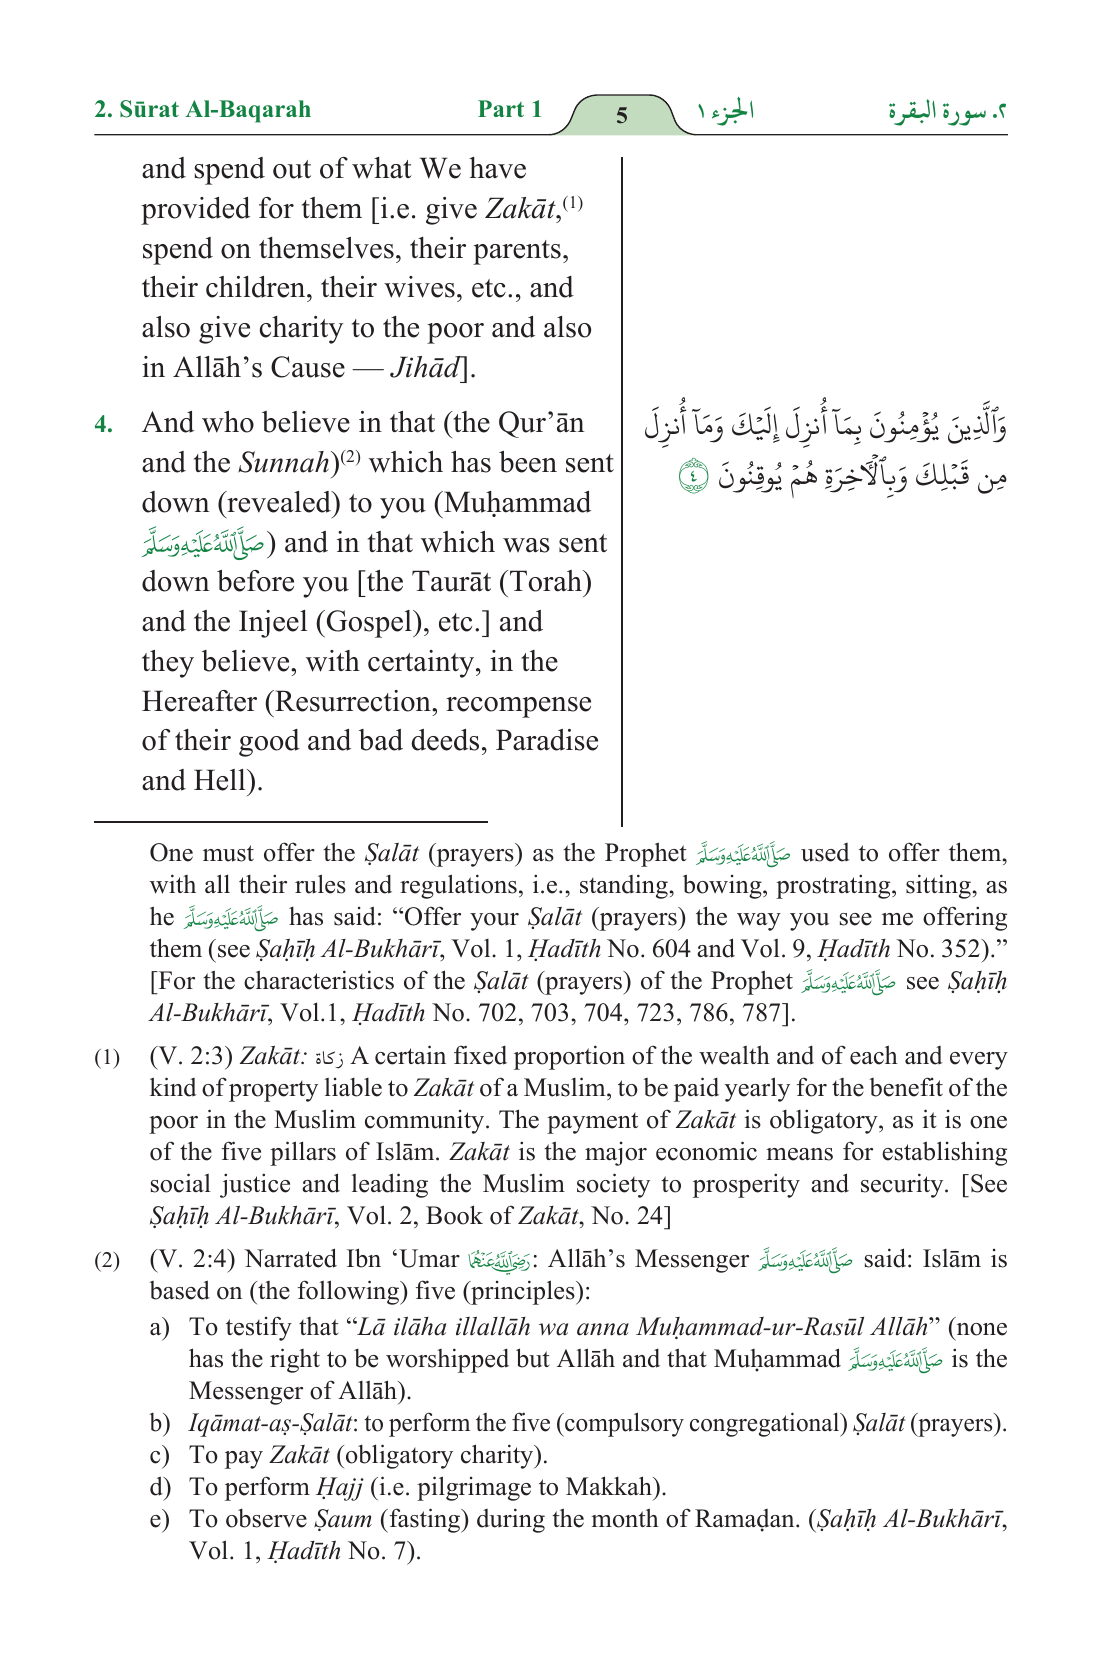 2. Sūrat Al-Baqarah Part 1 5 الجزء ١ ٢. سورة البقرة
and spend out of what We have
provided for them [i.e. give Zakāt,(1)
spend on themselves, their parents,
their children, their wives, etc., and
also give charity to the poor and also
in Allāh’s Cause — Jihād].
4. And who believe in that (the Qur’ān
and the Sunnah)(2) which has been sent
down (revealed) to you (Muḥammad
صَلَّى اللَّهُ عَلَيْهِ وَسَلَّمَ) and in that which was sent
down before you [the Taurāt (Torah)
and the Injeel (Gospel), etc.] and
they believe, with certainty, in the
Hereafter (Resurrection, recompense
of their good and bad deeds, Paradise
and Hell).
وَٱلَّذِينَ يُؤْمِنُونَ بِمَآ أُنزِلَ إِلَيْكَ وَمَآ أُنزِلَ
مِن قَبْلِكَ وَبِٱلْأَخِرَةِ هُمْ يُوقِنُونَ ٤
One must offer the Ṣalāt (prayers) as the Prophet صَلَّى اللَّهُ عَلَيْهِ وَسَلَّمَ used to offer them,
with all their rules and regulations, i.e., standing, bowing, prostrating, sitting, as
he صَلَّى اللَّهُ عَلَيْهِ وَسَلَّمَ has said: “Offer your Ṣalāt (prayers) the way you see me offering
them (see Ṣaḥīḥ Al-Bukhārī, Vol. 1, Ḥadīth No. 604 and Vol. 9, Ḥadīth No. 352).”
[For the characteristics of the Ṣalāt (prayers) of the Prophet صَلَّى اللَّهُ عَلَيْهِ وَسَلَّمَ see Ṣaḥīḥ
Al-Bukhārī, Vol.1, Ḥadīth No. 702, 703, 704, 723, 786, 787].
(1) (V. 2:3) Zakāt: زكاة A certain fixed proportion of the wealth and of each and every
kind of property liable to Zakāt of a Muslim, to be paid yearly for the benefit of the
poor in the Muslim community. The payment of Zakāt is obligatory, as it is one
of the five pillars of Islām. Zakāt is the major economic means for establishing
social justice and leading the Muslim society to prosperity and security. [See
Ṣaḥīḥ Al-Bukhārī, Vol. 2, Book of Zakāt, No. 24]
(2) (V. 2:4) Narrated Ibn ‘Umar رَضِيَ اللَّهُ عَنْهُمَا: Allāh’s Messenger صَلَّى اللَّهُ عَلَيْهِ وَسَلَّمَ said: Islām is
based on (the following) five (principles):
a) To testify that “Lā ilāha illallāh wa anna Muḥammad-ur-Rasūl Allāh” (none
has the right to be worshipped but Allāh and that Muḥammad صَلَّى اللَّهُ عَلَيْهِ وَسَلَّمَ is the
Messenger of Allāh).
b) Iqāmat-aṣ-Ṣalāt: to perform the five (compulsory congregational) Ṣalāt (prayers).
c) To pay Zakāt (obligatory charity).
d) To perform Ḥajj (i.e. pilgrimage to Makkah).
e) To observe Ṣaum (fasting) during the month of Ramaḍan. (Ṣaḥīḥ Al-Bukhārī,
Vol. 1, Ḥadīth No. 7).